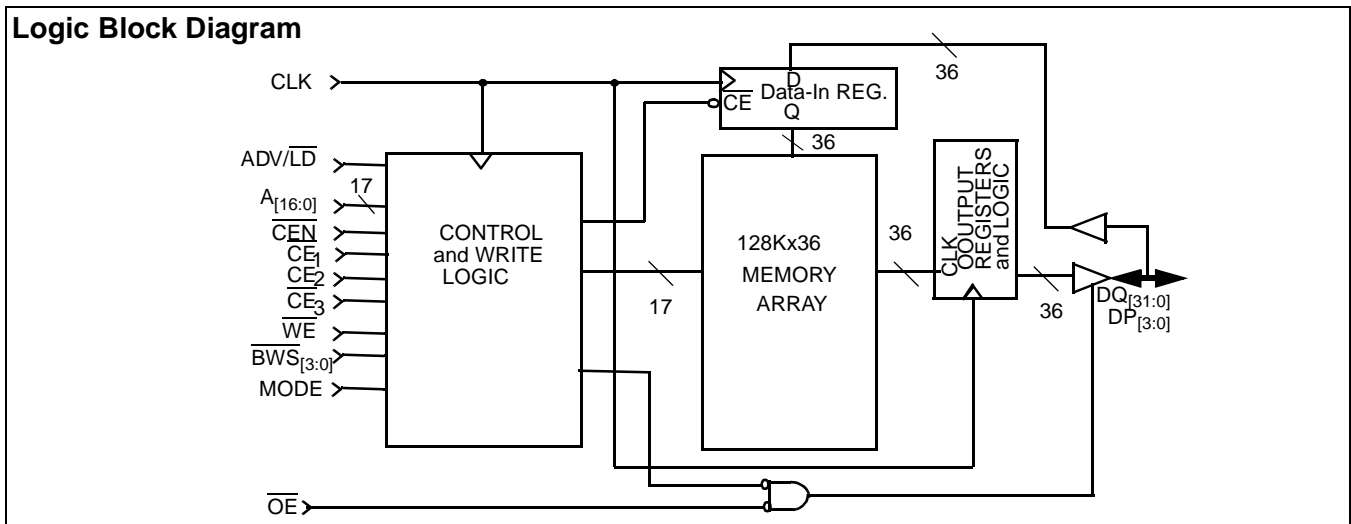 Logic Block Diagram
36
CLK
D
CE Data-In REG.
Q
36
ADV/LD
17
A[16:0]
CEN
CE1
CE2
CE3
WE
BWS[3:0]
MODE
CONTROL
and WRITE
LOGIC
17
128Kx36
MEMORY
ARRAY
36
CLK
OUTPUT
REGISTERS
and LOGIC
36
DQ[31:0]
DP[3:0]
OE